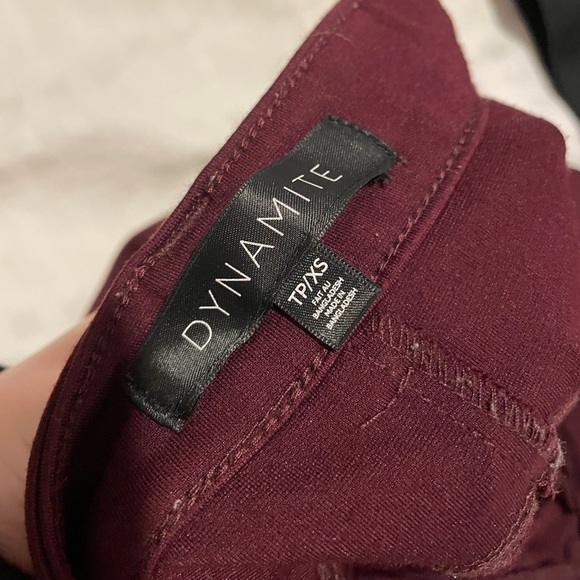 DYNAMITE
TP/XS
FAIT AU
BANGLADESH
MADE IN
BANGLADESH